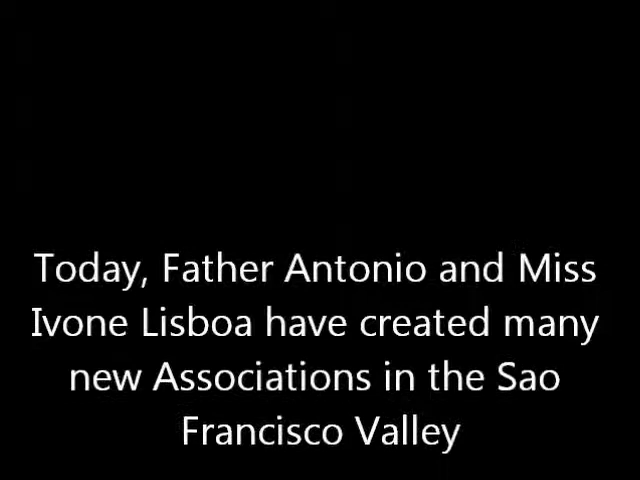 Today, Father Antonio and Miss
Ivone Lisboa have created many
new Associations in the Sao
Francisco Valley